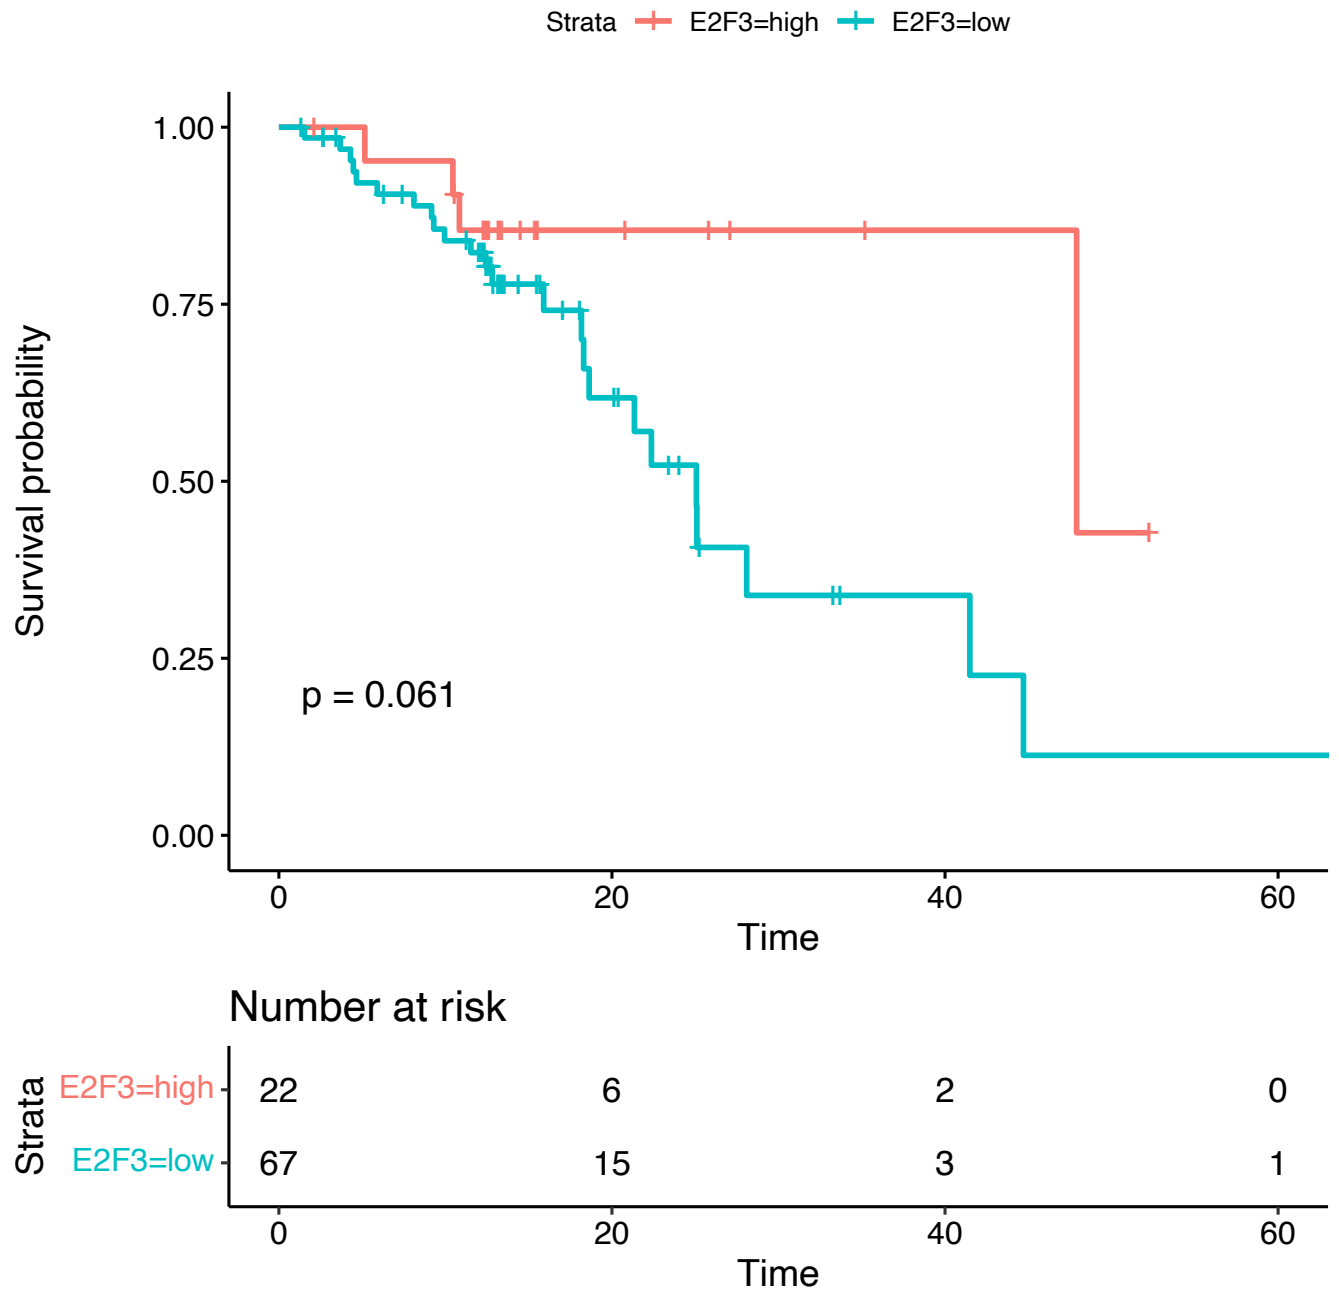 Strata E2F3=high E2F3=low
Survival probability
1.00
0.75
0.50
0.25
0.00
p = 0.061
0 20 40 60
Time
Number at risk
Strata
E2F3=high 22 6 2 0
E2F3=low 67 15 3 1
0 20 40 60
Time